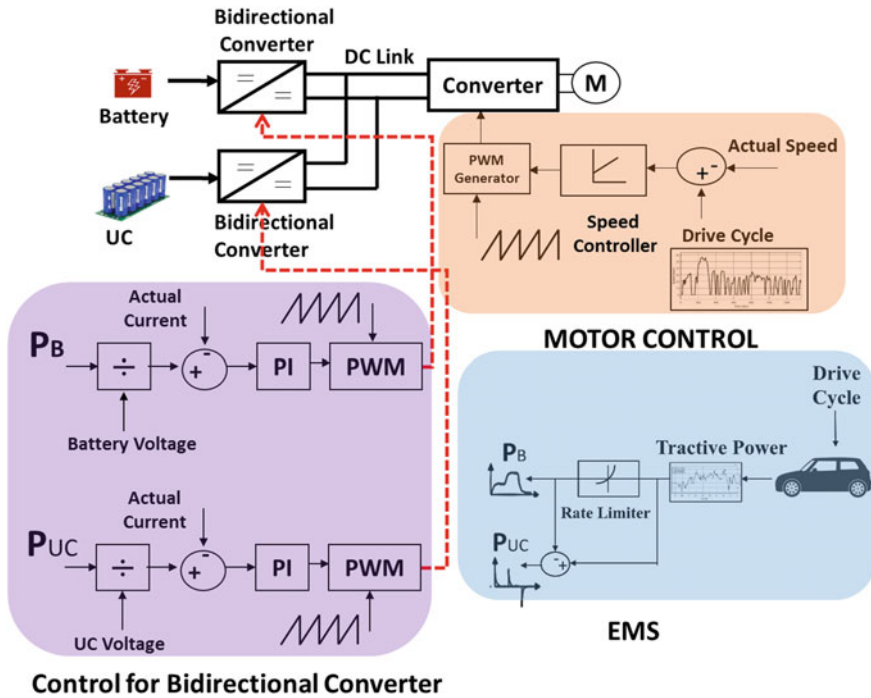 Bidirectional
Converter
DC Link
Battery
Converter
M
UC
Bidirectional
Converter
PWM
Generator
Speed
Controller
Actual Speed
+ -
Drive Cycle
MOTOR CONTROL
Actual
Current
PB
÷
+ -
PI
PWM
Battery Voltage
Actual
Current
PUC
÷
+ -
PI
PWM
UC Voltage
Control for Bidirectional Converter
Drive
Cycle
Tractive Power
PB
Rate Limiter
PUC
- +
EMS